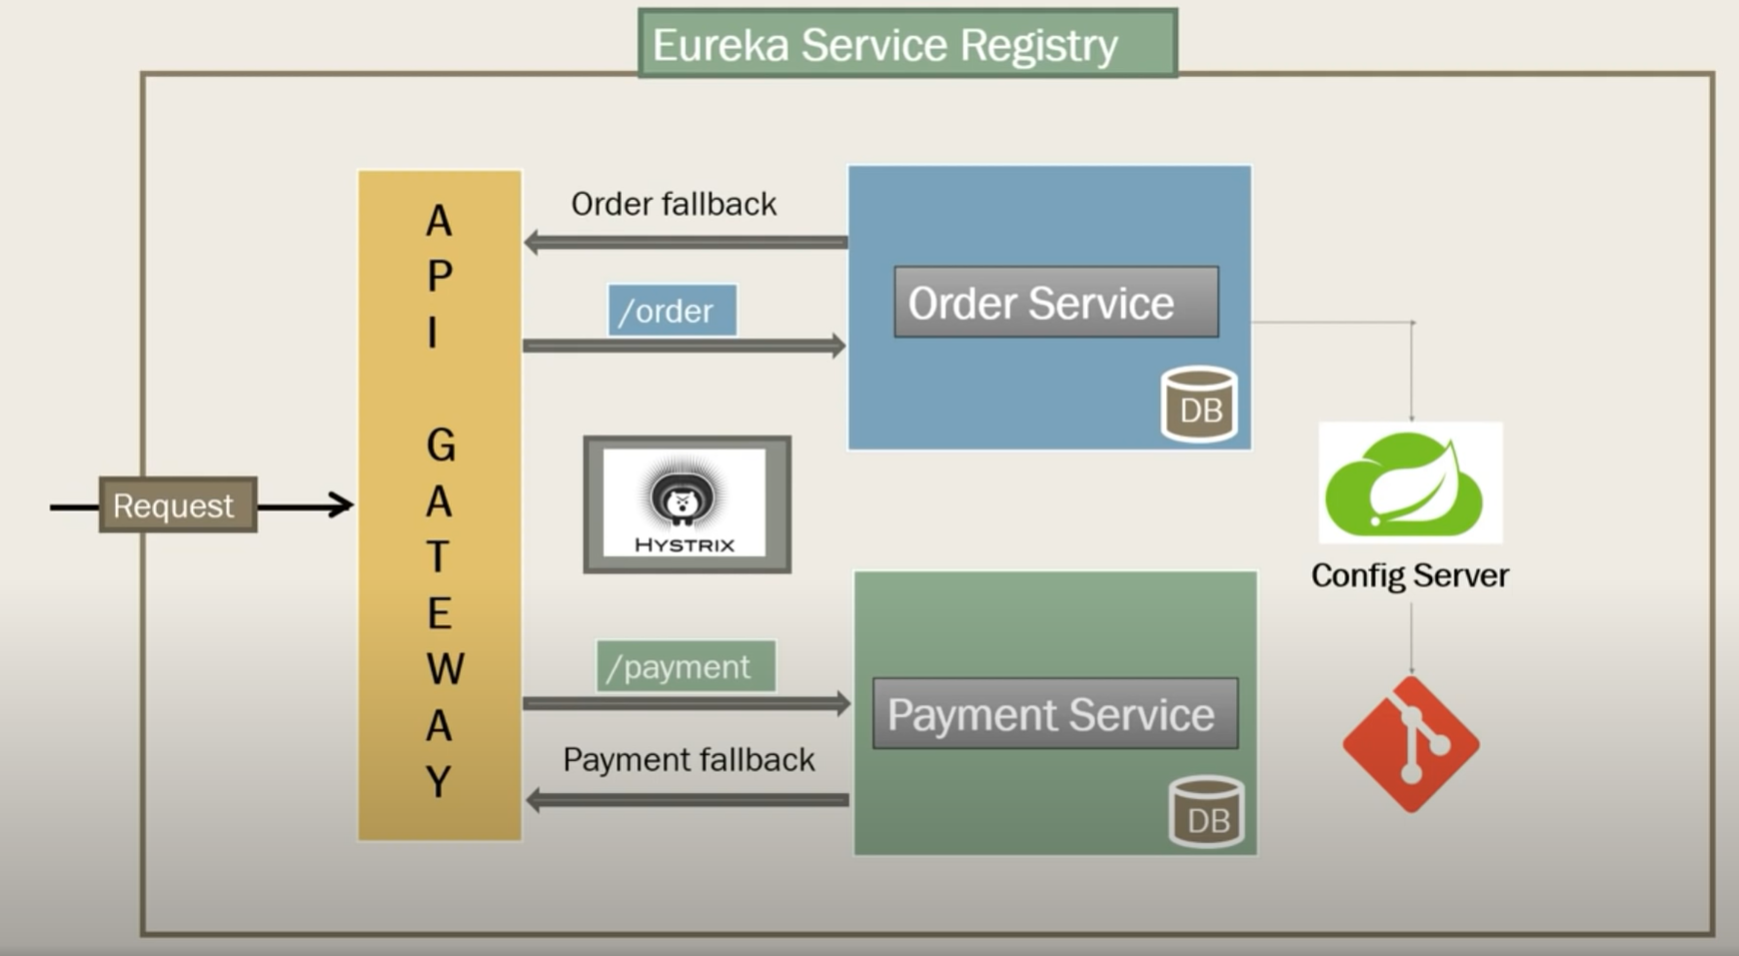 Eureka Service Registry
Request
API GATEWAY
Order fallback
/order
HYSTRIX
/payment
Payment fallback
Order Service
DB
Payment Service
DB
Config Server